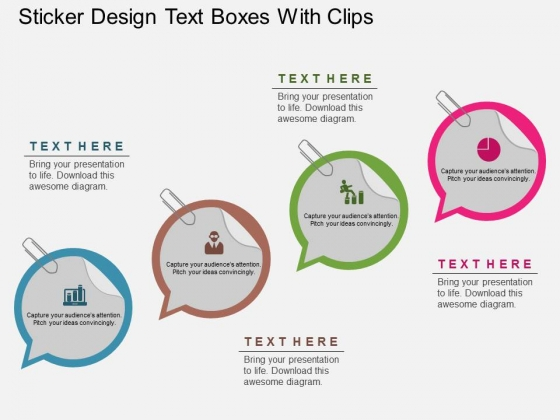 Sticker Design Text Boxes With Clips
TEXT HERE
Bring your presentation
to life. Download this
awesome diagram.
Capture your audience's attention.
Pitch your ideas convincingly.
Capture your audience's attention.
Pitch your ideas convincingly.
TEXT HERE
Bring your presentation
to life. Download this
awesome diagram.
TEXT HERE
Bring your presentation
to life. Download this
awesome diagram.
Capture your audience's attention.
Pitch your ideas convincingly.
Capture your audience's attention.
Pitch your ideas convincingly.
TEXT HERE
Bring your presentation
to life. Download this
awesome diagram.